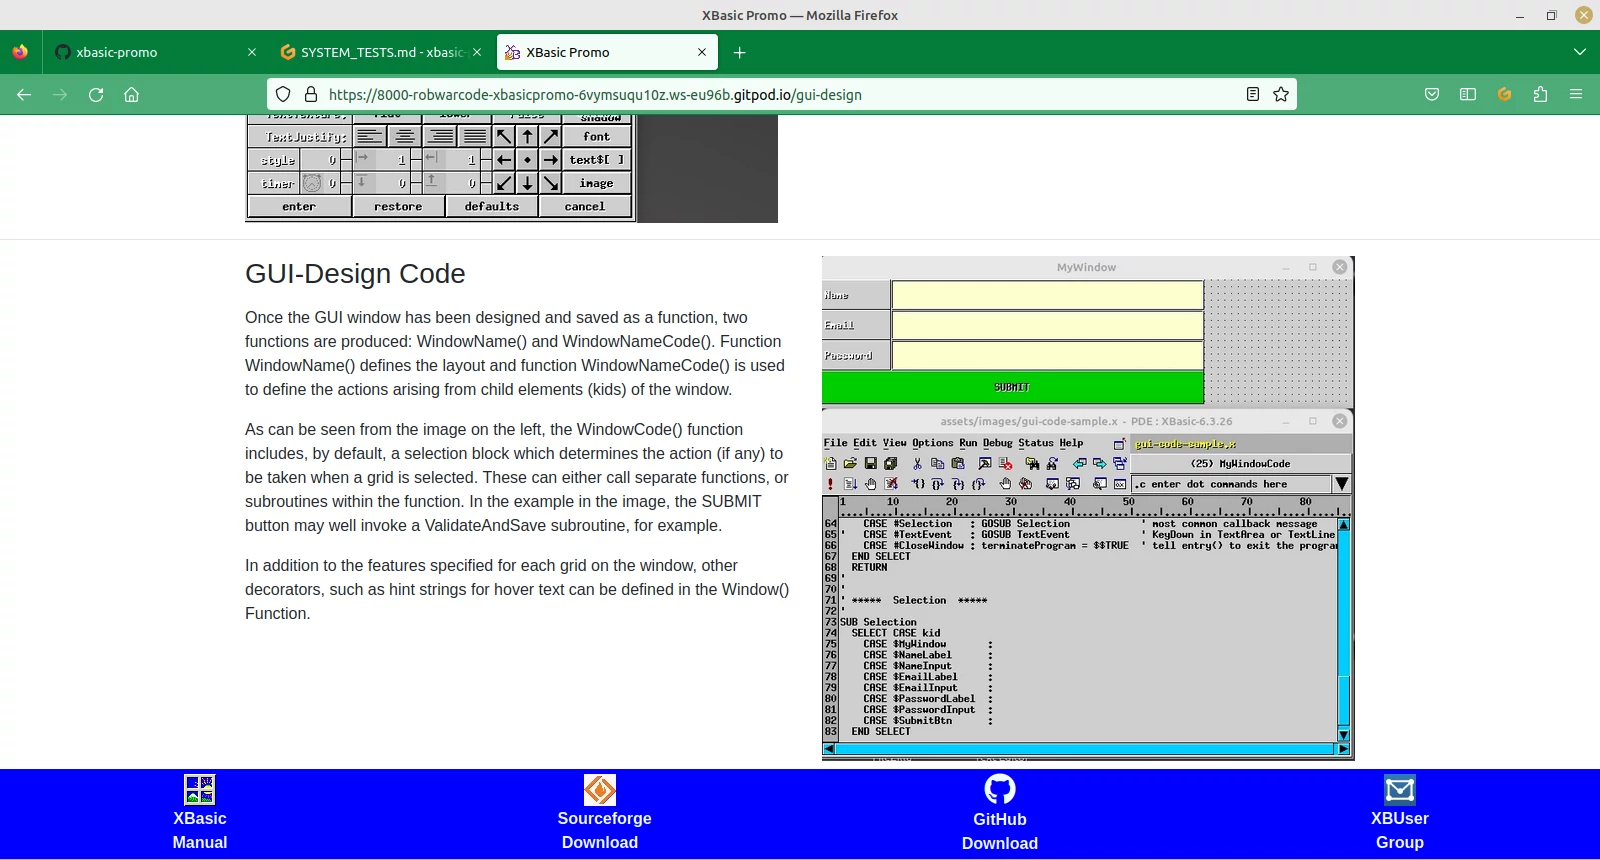 XBasic Promo — Mozilla Firefox
xbasic-promo
SYSTEM_TESTS.md - xbasic-
XBasic Promo
https://8000-robwarcode-xbasicpromo-6vymsuqu10z.ws-eu96b.gitpod.io/gui-design
TextJustify:
font
style 0 1 1 text$[ ]
timer 0 0 0 image
enter restore defaults cancel
GUI-Design Code
Once the GUI window has been designed and saved as a function, two
functions are produced: WindowName() and WindowNameCode(). Function
WindowName() defines the layout and function WindowNameCode() is used
to define the actions arising from child elements (kids) of the window.
As can be seen from the image on the left, the WindowCode() function
includes, by default, a selection block which determines the action (if any) to
be taken when a grid is selected. These can either call separate functions, or
subroutines within the function. In the example in the image, the SUBMIT
button may well invoke a ValidateAndSave subroutine, for example.
In addition to the features specified for each grid on the window, other
decorators, such as hint strings for hover text can be defined in the Window()
Function.
MyWindow
Name
Email
Password
SUBMIT
assets/images/gui-code-sample.x - PDE : XBasic-6.3.26
File Edit View Options Run Debug Status Help
gui-code-sample.x
(25) MyWindowCode
.c enter dot commands here
1 10 20 30 40 50 60 70 80
64 CASE #Selection : GOSUB Selection ' most common callback message
65 ' CASE #TextEvent : GOSUB TextEvent ' KeyDown in TextArea or TextLine
66 CASE #CloseWindow : terminateProgram = $$TRUE ' tell entry() to exit the progra
67 END SELECT
68 RETURN
69 '
70 '
71 ' ***** Selection *****
72 '
73 SUB Selection
74 SELECT CASE kid
75 CASE $MyWindow :
76 CASE $NameLabel :
77 CASE $NameInput :
78 CASE $EmailLabel :
79 CASE $EmailInput :
80 CASE $PasswordLabel :
81 CASE $PasswordInput :
82 CASE $SubmitBtn :
83 END SELECT
XBasic
Manual
Sourceforge
Download
GitHub
Download
XBUser
Group